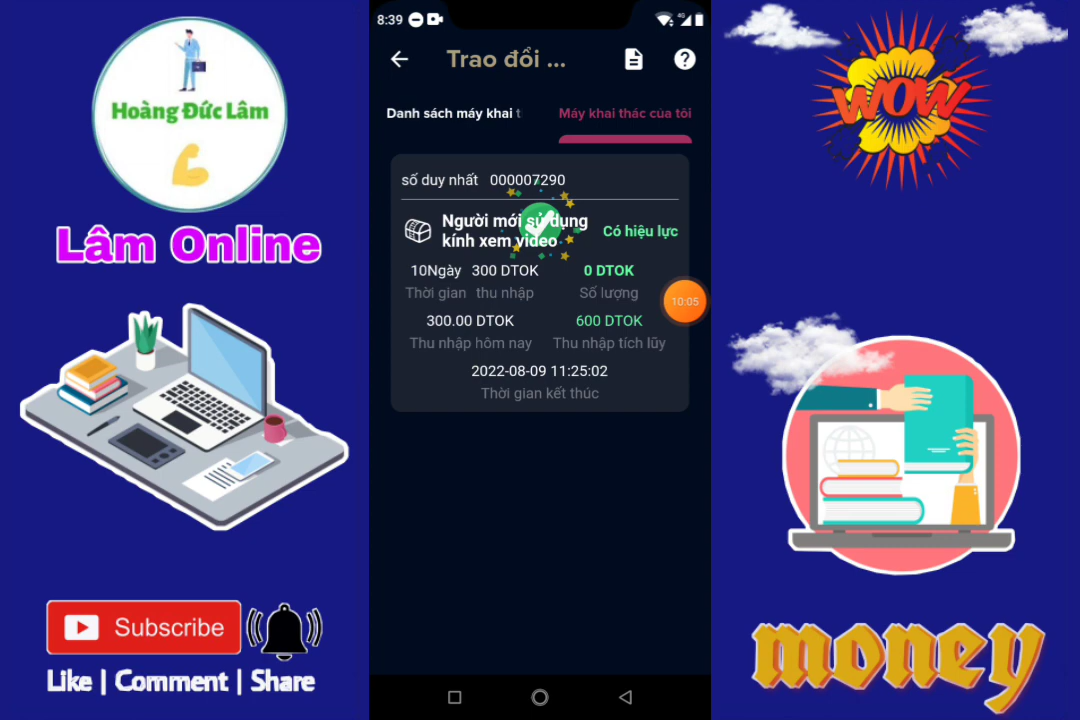 Hoàng Đức Lâm
Lâm Online
Subscribe
Like | Comment | Share
8:39
4G
Trao đổi ...
Danh sách máy khai t
Máy khai thác của tôi
số duy nhất 000007290
Người mới sử dụng
kính xem video
Có hiệu lực
10Ngày 300 DTOK 0 DTOK
Thời gian thu nhập Số lượng
10:05
300.00 DTOK 600 DTOK
Thu nhập hôm nay Thu nhập tích lũy
2022-08-09 11:25:02
Thời gian kết thúc
WOW
money